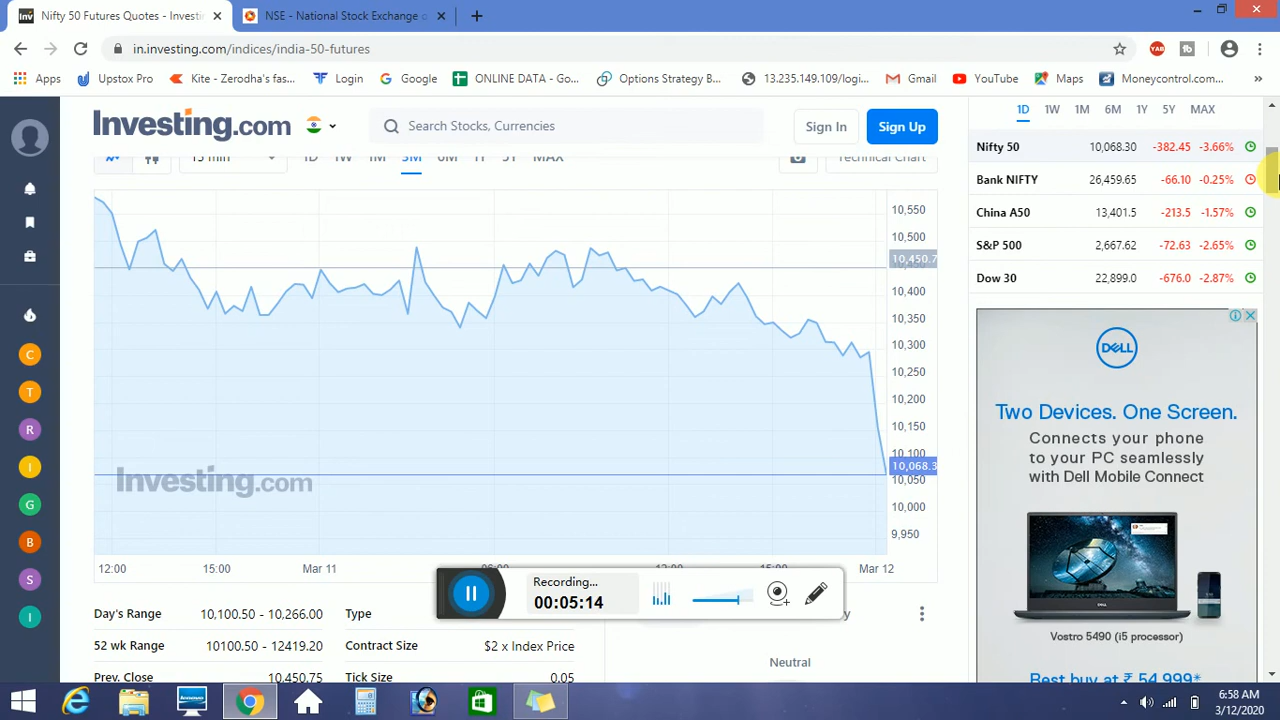 Nifty 50 Futures Quotes - Investi
NSE - National Stock Exchange o
in.investing.com/indices/india-50-futures
Apps
Upstox Pro
Kite - Zerodha's fas...
Login
Google
ONLINE DATA - Go...
Options Strategy B...
13.235.149.109/logi...
Gmail
YouTube
Maps
Moneycontrol.com...
Investing.com
Search Stocks, Currencies
Sign In
Sign Up
15 min
1D 1W 1M 3M 6M 1Y 5Y MAX
Technical Chart
10,550
10,500
10,450.7
10,400
10,350
10,300
10,250
10,200
10,150
10,100
10,068.3
10,050
10,000
9,950
Investing.com
12:00 15:00 Mar 11 15:00 Mar 12
1D 1W 1M 6M 1Y 5Y MAX
Nifty 50 10,068.30 -382.45 -3.66%
Bank NIFTY 26,459.65 -66.10 -0.25%
China A50 13,401.5 -213.5 -1.57%
S&P 500 2,667.62 -72.63 -2.65%
Dow 30 22,899.0 -676.0 -2.87%
DELL
Two Devices. One Screen.
Connects your phone
to your PC seamlessly
with Dell Mobile Connect
Vostro 5490 (i5 processor)
Best buy at ₹ 54,999*
C
T
R
I
G
B
S
I
Recording...
00:05:14
Day's Range 10,100.50 - 10,266.00
52 wk Range 10100.50 - 12419.20
Prev. Close 10,450.75
Type
Contract Size $2 x Index Price
Tick Size 0.05
Neutral
6:58 AM
3/12/2020